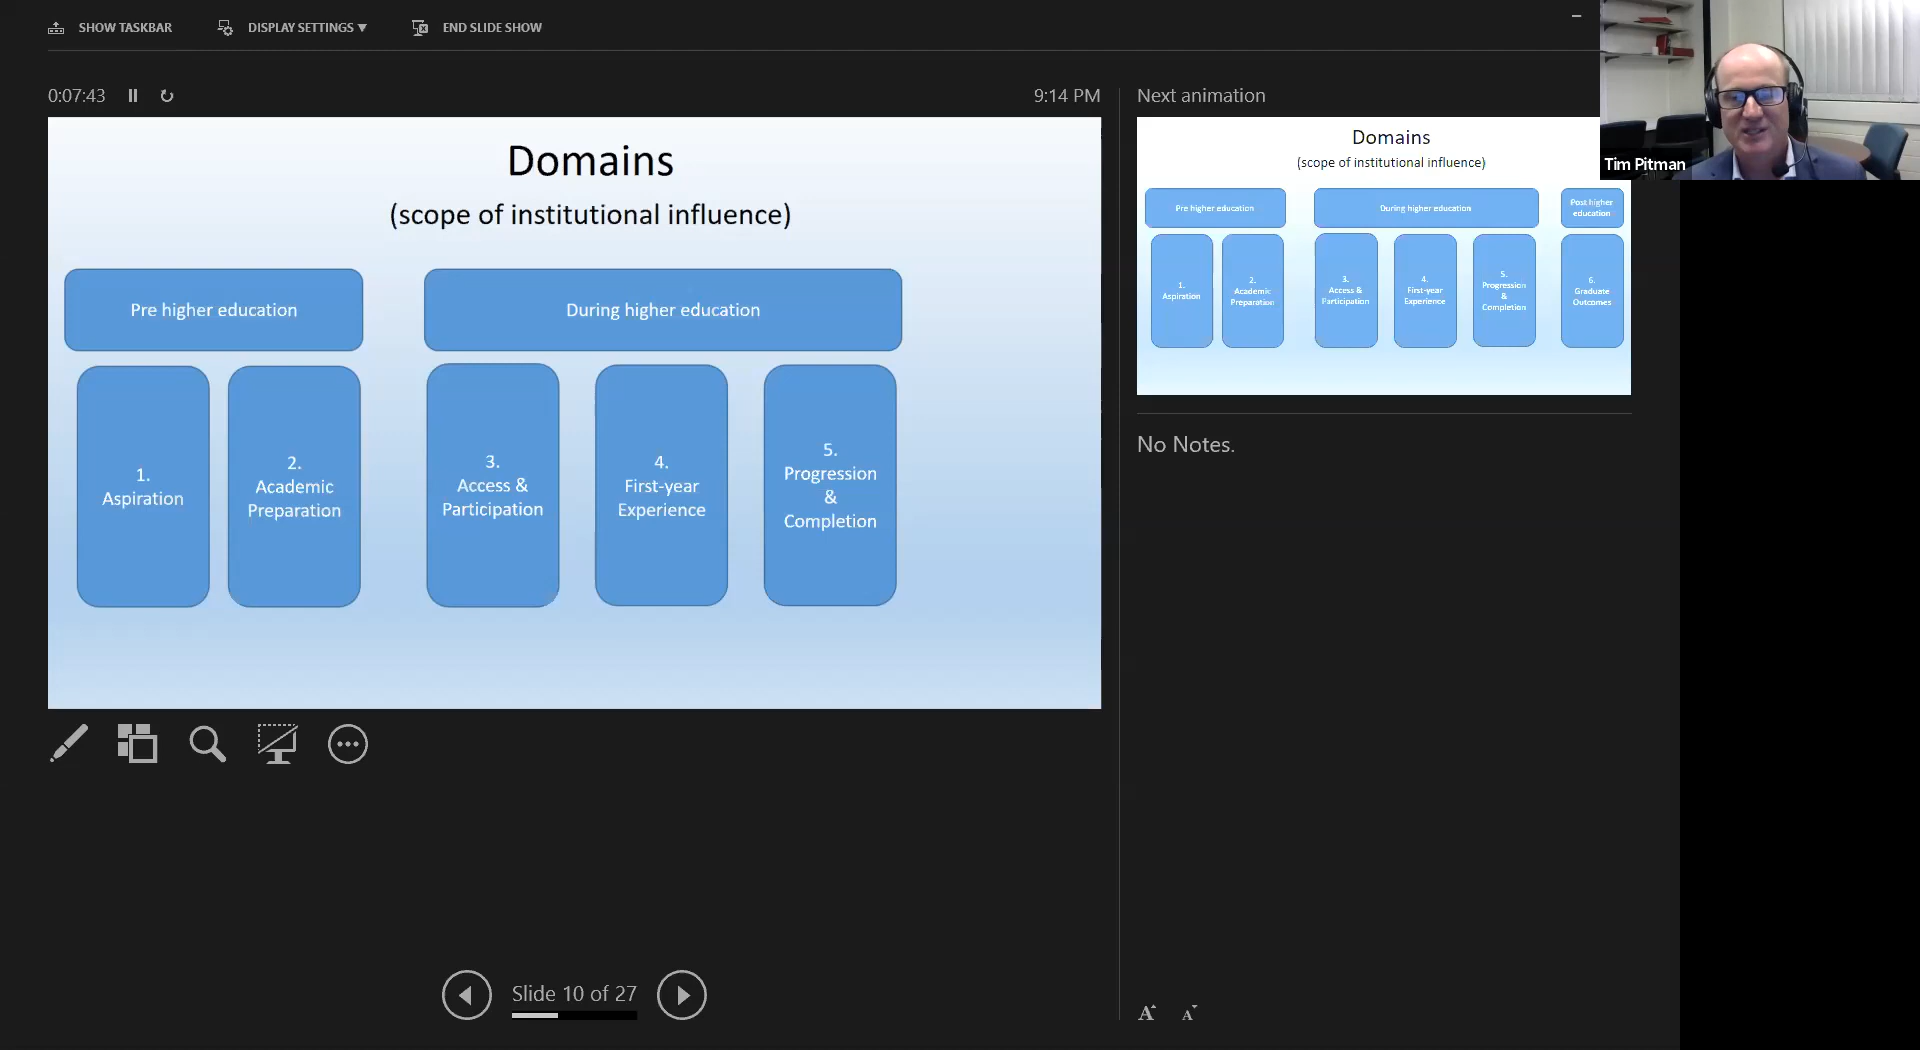 SHOW TASKBAR
DISPLAY SETTINGS
END SLIDE SHOW
0:07:43
9:14 PM
Domains
(scope of institutional influence)
Pre higher education
During higher education
1.
Aspiration
2.
Academic
Preparation
3.
Access &
Participation
4.
First-year
Experience
5.
Progression
&
Completion
Next animation
Domains
(scope of institutional influence)
Pre higher education
During higher education
Post higher
education
1.
Aspiration
2.
Academic
Preparation
3.
Access &
Participation
4.
First-year
Experience
5.
Progression
&
Completion
6.
Graduate
Outcomes
Tim Pitman
No Notes.
Slide 10 of 27
A A